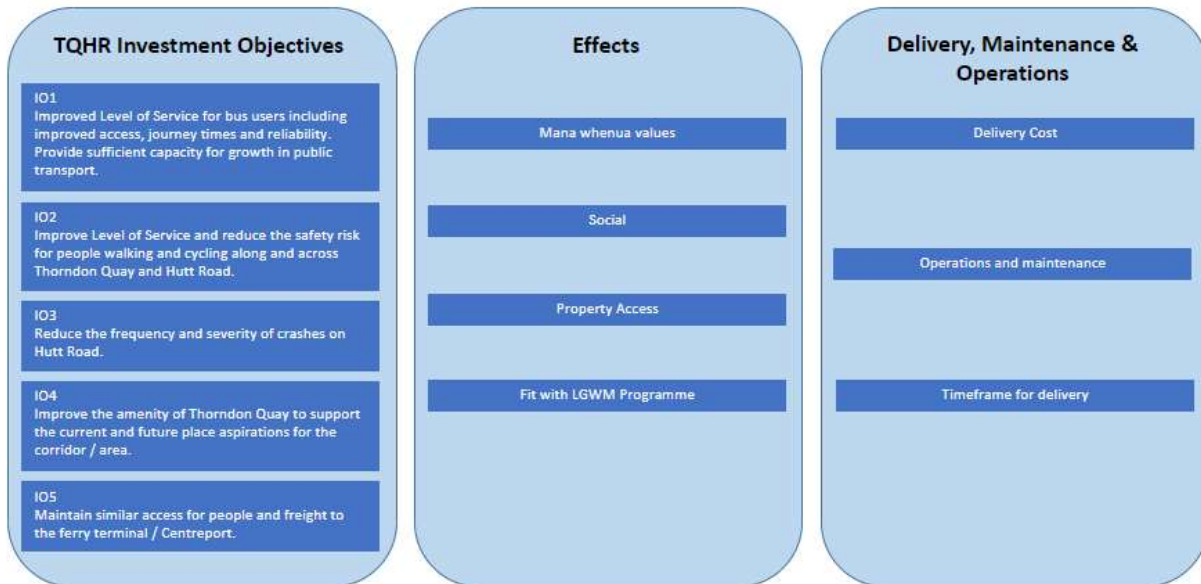 TQHR Investment Objectives
IO1
Improved Level of Service for bus users including
improved access, journey times and reliability.
Provide sufficient capacity for growth in public
transport.
IO2
Improve Level of Service and reduce the safety risk
for people walking and cycling along and across
Thorndon Quay and Hutt Road.
IO3
Reduce the frequency and severity of crashes on
Hutt Road.
IO4
Improve the amenity of Thorndon Quay to support
the current and future place aspirations for the
corridor / area.
IO5
Maintain similar access for people and freight to
the ferry terminal / Centreport.
Effects
Mana whenua values
Social
Property Access
Fit with LGWM Programme
Delivery, Maintenance &
Operations
Delivery Cost
Operations and maintenance
Timeframe for delivery